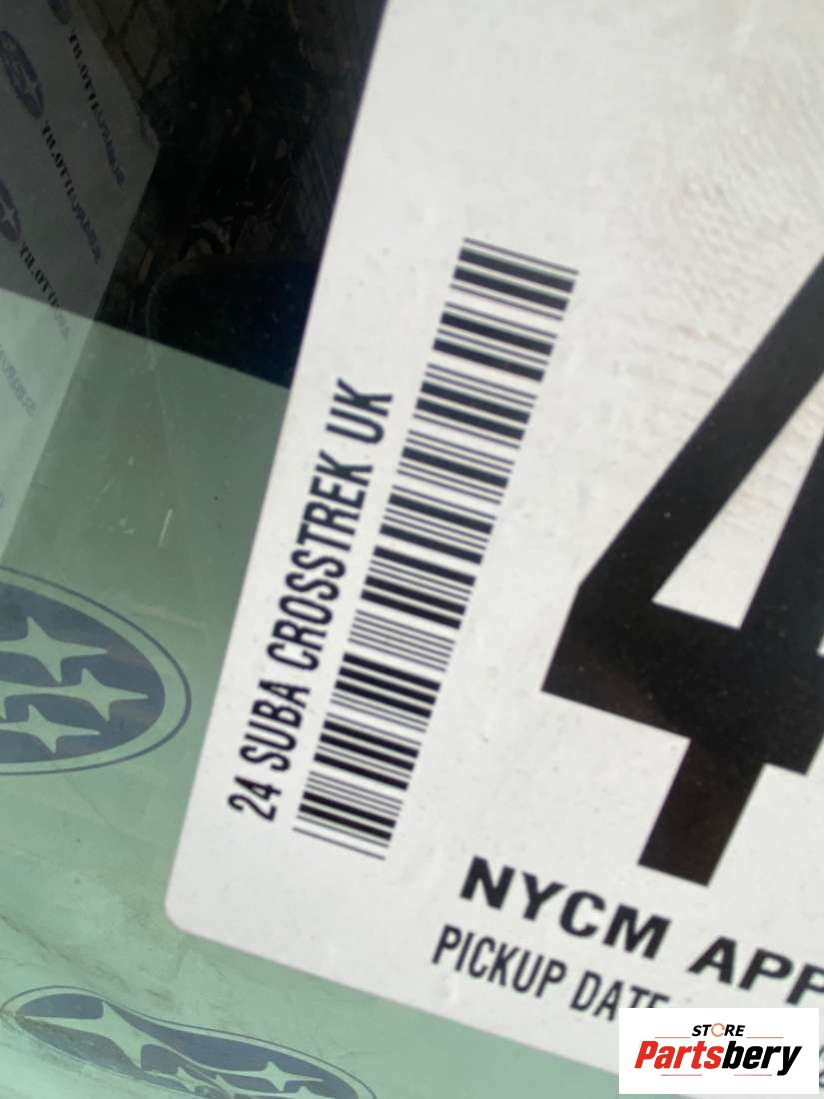 24 SUBA CROSSTREK UK
4
NYCM APP
PICKUP DATE
STORE
Partsbery